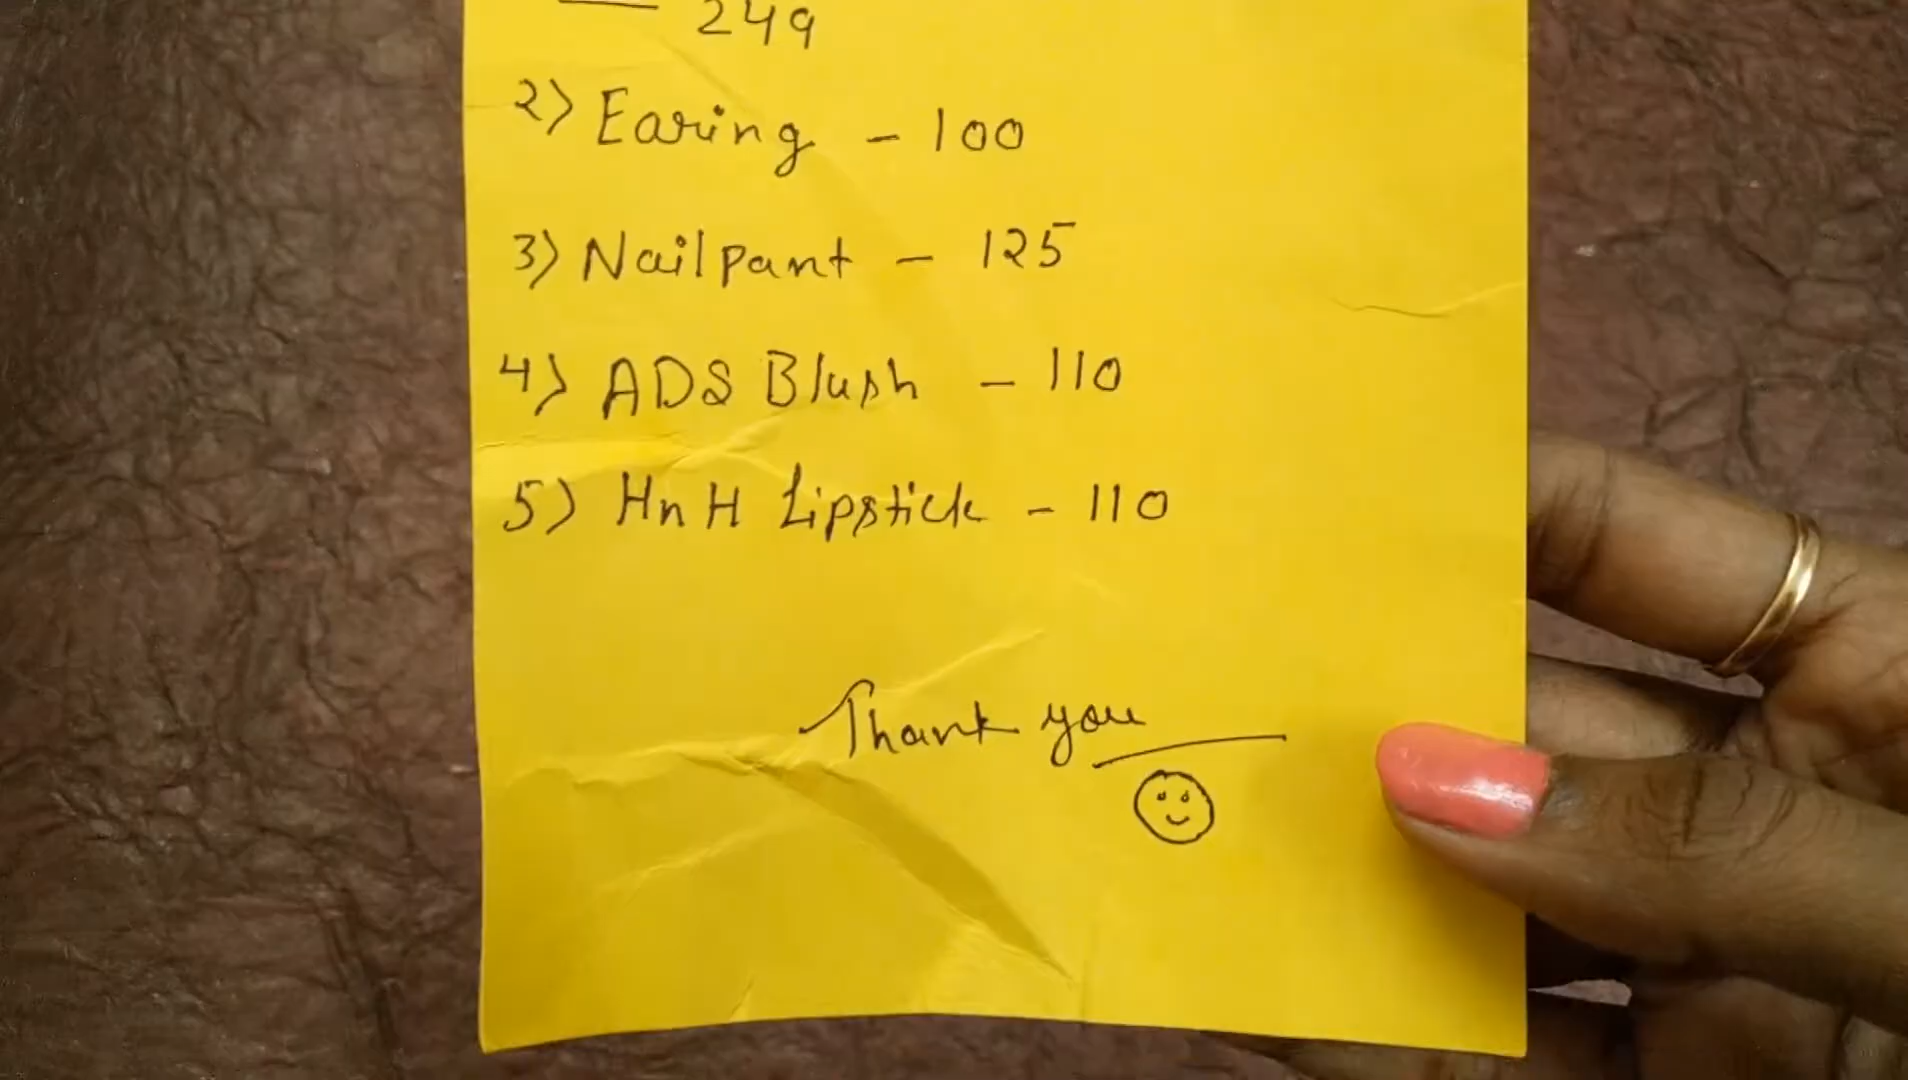 249
2) Earing - 100
3) Nailpant - 125
4) ADS Blush - 110
5) HnH Lipstick - 110
Thank you